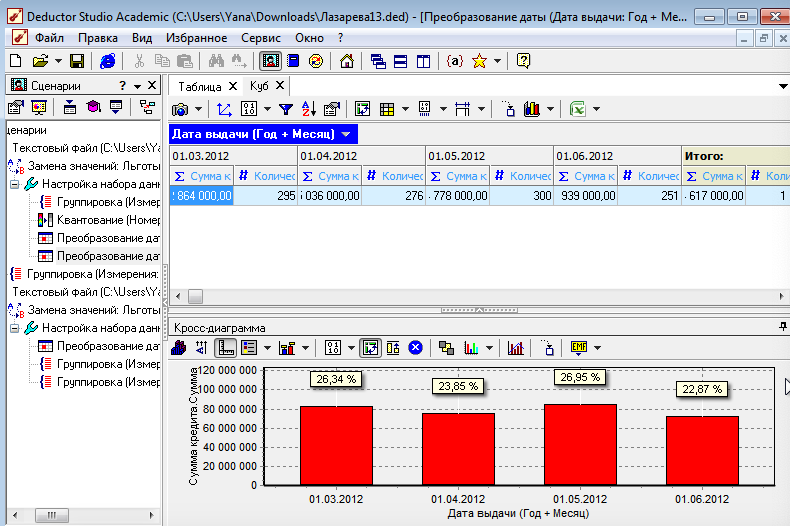 Deductor Studio Academic (C:\Users\Yana\Downloads\Лазарева13.ded) - [Преобразование даты (Дата выдачи: Год + Ме...
Файл Правка Вид Избранное Сервис Окно ?
Сценарии ?
Таблица Куб
ценарии
Текстовый файл (C:\Users\Ya
Замена значений: Льготы
Настройка набора данн
Группировка (Измере
Квантование (Номер
Преобразование дат
Преобразование дат
Группировка (Измерения:
Текстовый файл (C:\Users\Ya
Замена значений: Льготы
Настройка набора данн
Преобразование дат
Группировка (Измер
Группировка (Измер
Дата выдачи (Год + Месяц)
01.03.2012 01.04.2012 01.05.2012 01.06.2012 Итого:
Σ Сумма к # Количес Σ Сумма к # Количес Σ Сумма к # Количес Σ Сумма к # Количес Σ Сумма к # Количес
864 000,00 295 036 000,00 276 778 000,00 300 939 000,00 251 617 000,00 1
Кросс-диаграмма
EMF
Сумма кредита.Сумма
120 000 000
100 000 000
80 000 000
60 000 000
40 000 000
20 000 000
0
26,34 % 23,85 % 26,95 % 22,87 %
01.03.2012 01.04.2012 01.05.2012 01.06.2012
Дата выдачи (Год + Месяц)